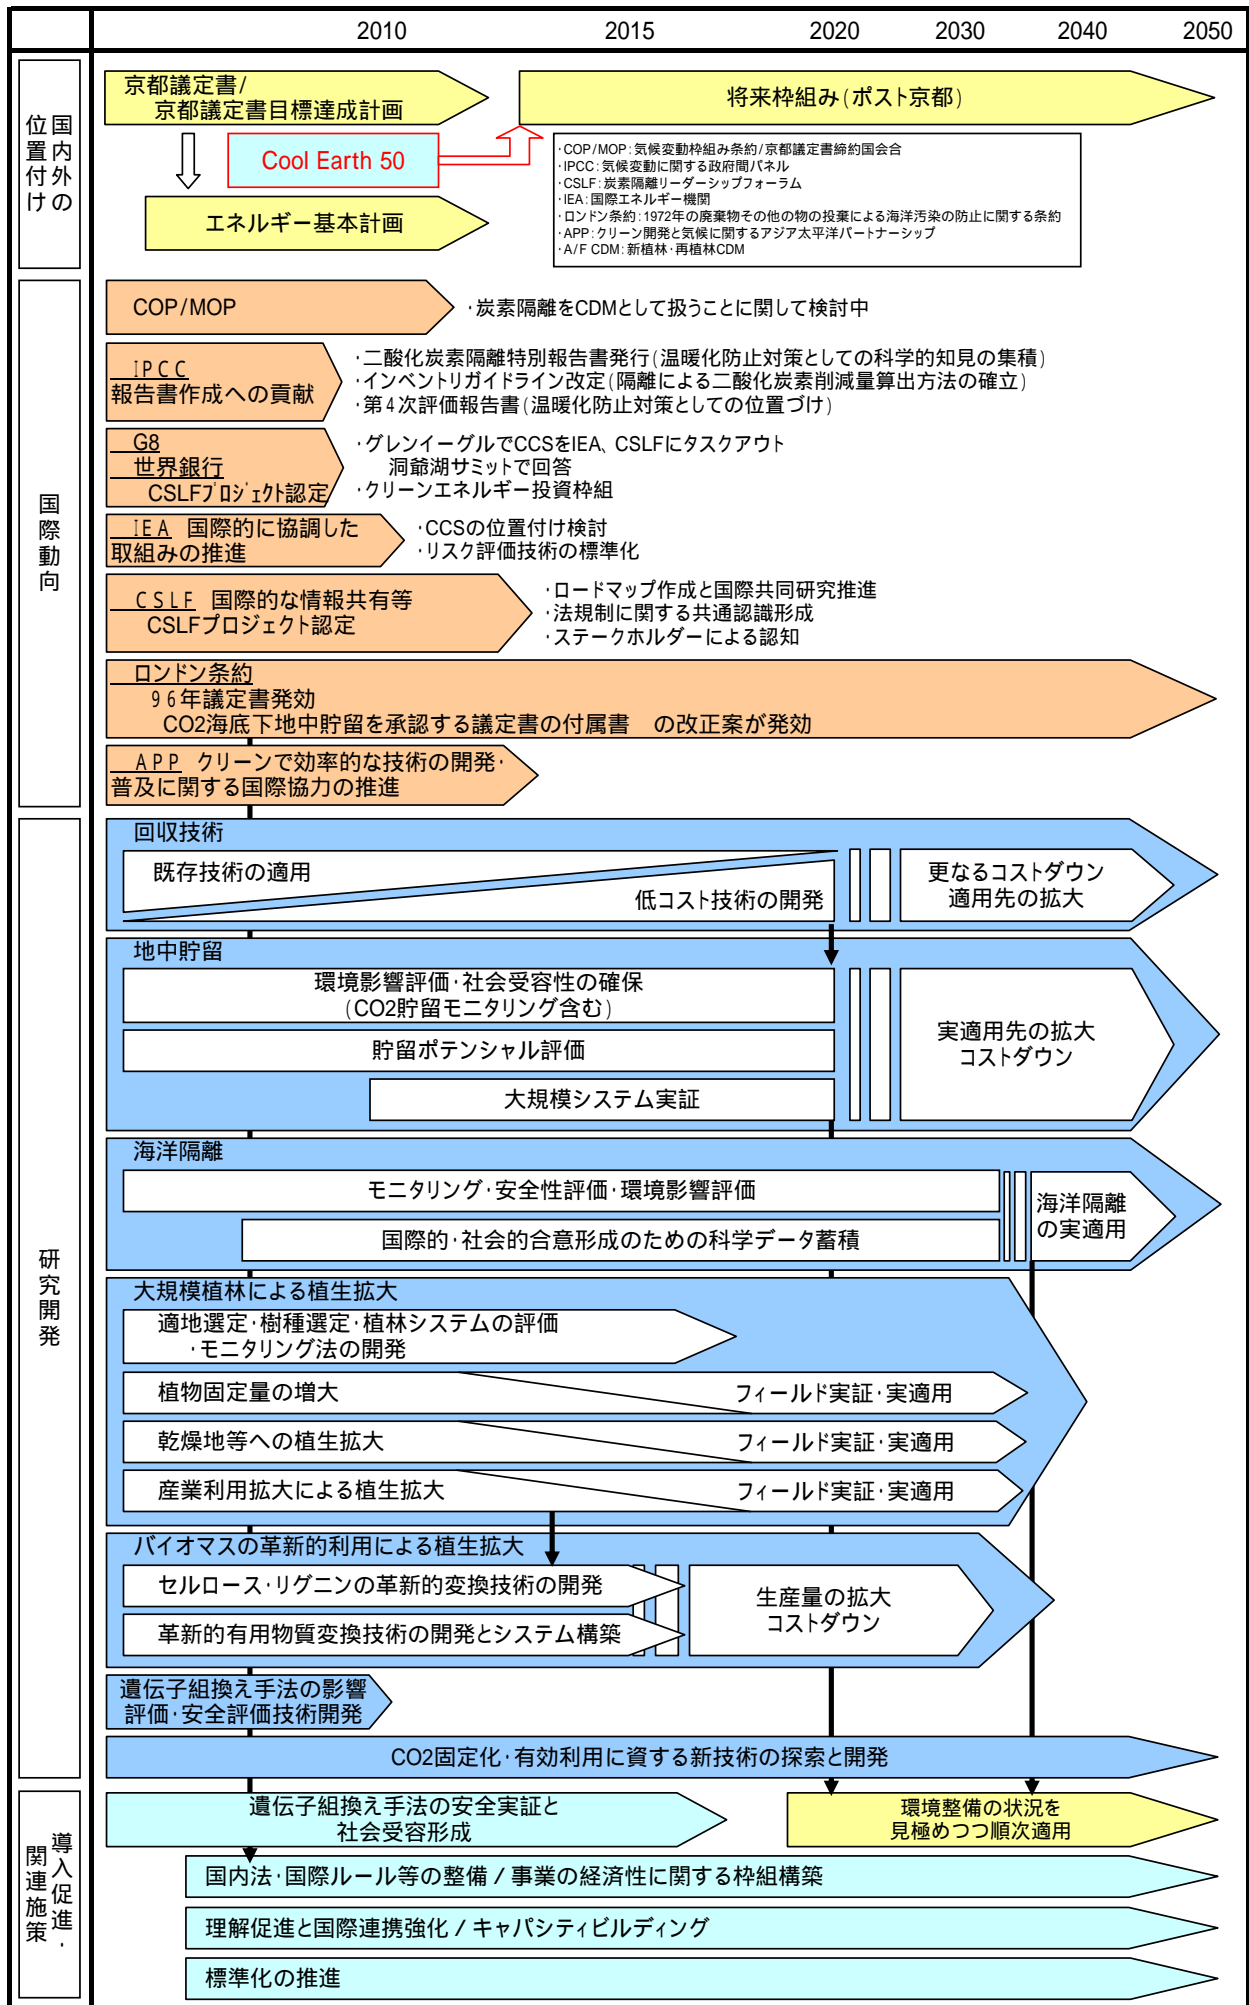 2010 2015 2020 2030 2040 2050
国内外の
位置付け
京都議定書/
京都議定書目標達成計画
将来枠組み(ポスト京都)
Cool Earth 50
エネルギー基本計画
･COP/MOP:気候変動枠組み条約/京都議定書締約国会合
･IPCC:気候変動に関する政府間パネル
･CSLF:炭素隔離リーダーシップフォーラム
･IEA:国際エネルギー機関
･ロンドン条約:1972年の廃棄物その他の物の投棄による海洋汚染の防止に関する条約
･APP:クリーン開発と気候に関するアジア太平洋パートナーシップ
･A/F CDM:新植林･再植林CDM
国際動向
COP/MOP
･炭素隔離をCDMとして扱うことに関して検討中
IPCC
報告書作成への貢献
･二酸化炭素隔離特別報告書発行(温暖化防止対策としての科学的知見の集積)
･インベントリガイドライン改定(隔離による二酸化炭素削減量算出方法の確立)
･第4次評価報告書(温暖化防止対策としての位置づけ)
G8
世界銀行
CSLFプロジェクト認定
･グレンイーグルでCCSをIEA、CSLFにタスクアウト
洞爺湖サミットで回答
･クリーンエネルギー投資枠組
IEA 国際的に協調した
取組みの推進
･CCSの位置付け検討
･リスク評価技術の標準化
CSLF 国際的な情報共有等
CSLFプロジェクト認定
･ロードマップ作成と国際共同研究推進
･法規制に関する共通認識形成
･ステークホルダーによる認知
ロンドン条約
96年議定書発効
CO2海底下地中貯留を承認する議定書の付属書　の改正案が発効
APP クリーンで効率的な技術の開発･
普及に関する国際協力の推進
研究開発
回収技術
既存技術の適用
低コスト技術の開発
更なるコストダウン
適用先の拡大
地中貯留
環境影響評価･社会受容性の確保
(CO2貯留モニタリング含む)
貯留ポテンシャル評価
大規模システム実証
実適用先の拡大
コストダウン
海洋隔離
モニタリング･安全性評価･環境影響評価
国際的･社会的合意形成のための科学データ蓄積
海洋隔離
の実適用
大規模植林による植生拡大
適地選定･樹種選定･植林システムの評価
･モニタリング法の開発
植物固定量の増大 フィールド実証･実適用
乾燥地等への植生拡大 フィールド実証･実適用
産業利用拡大による植生拡大 フィールド実証･実適用
バイオマスの革新的利用による植生拡大
セルロース･リグニンの革新的変換技術の開発
革新的有用物質変換技術の開発とシステム構築
生産量の拡大
コストダウン
遺伝子組換え手法の影響
評価･安全評価技術開発
CO2固定化･有効利用に資する新技術の探索と開発
導入促進･
関連施策
遺伝子組換え手法の安全実証と
社会受容形成
環境整備の状況を
見極めつつ順次適用
国内法･国際ルール等の整備 / 事業の経済性に関する枠組構築
理解促進と国際連携強化 / キャパシティビルディング
標準化の推進